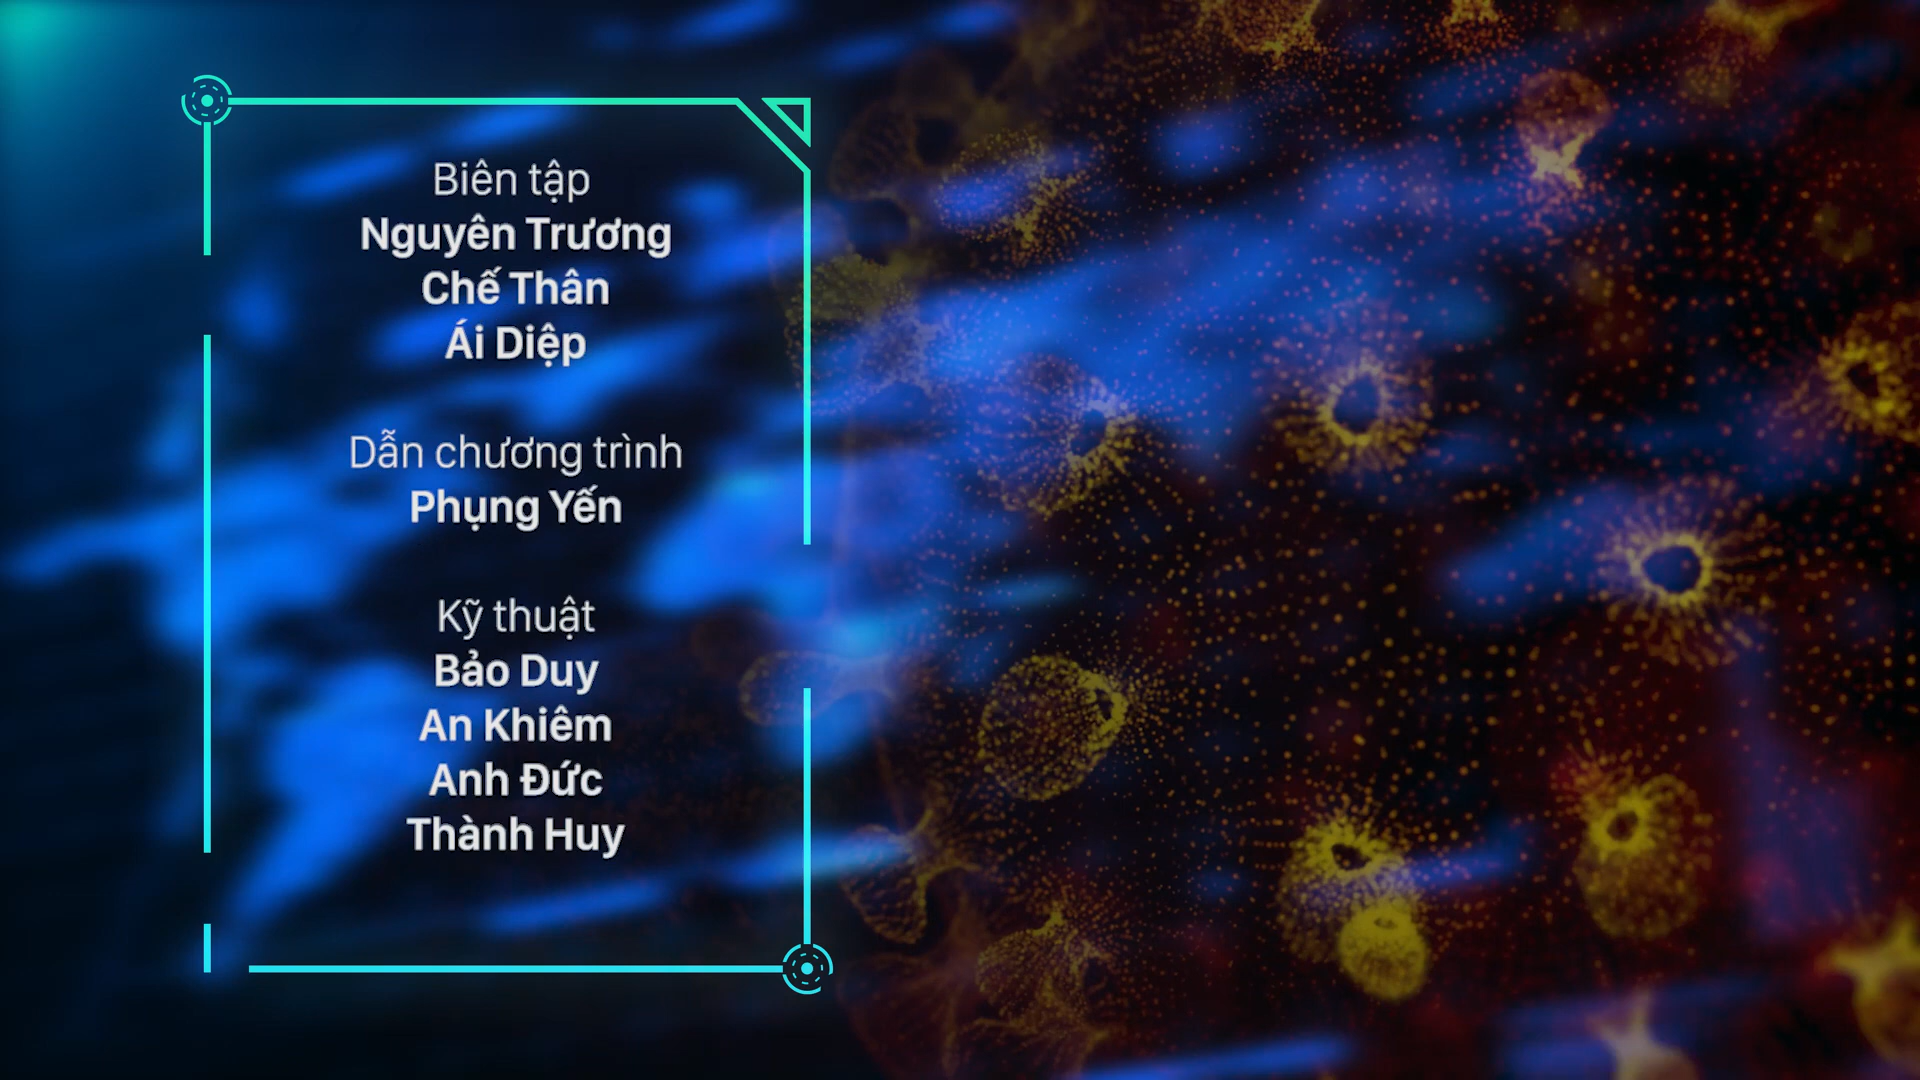 Biên tập
Nguyên Trương
Chế Thân
Ái Diệp
Dẫn chương trình
Phụng Yến
Kỹ thuật
Bảo Duy
An Khiêm
Anh Đức
Thành Huy